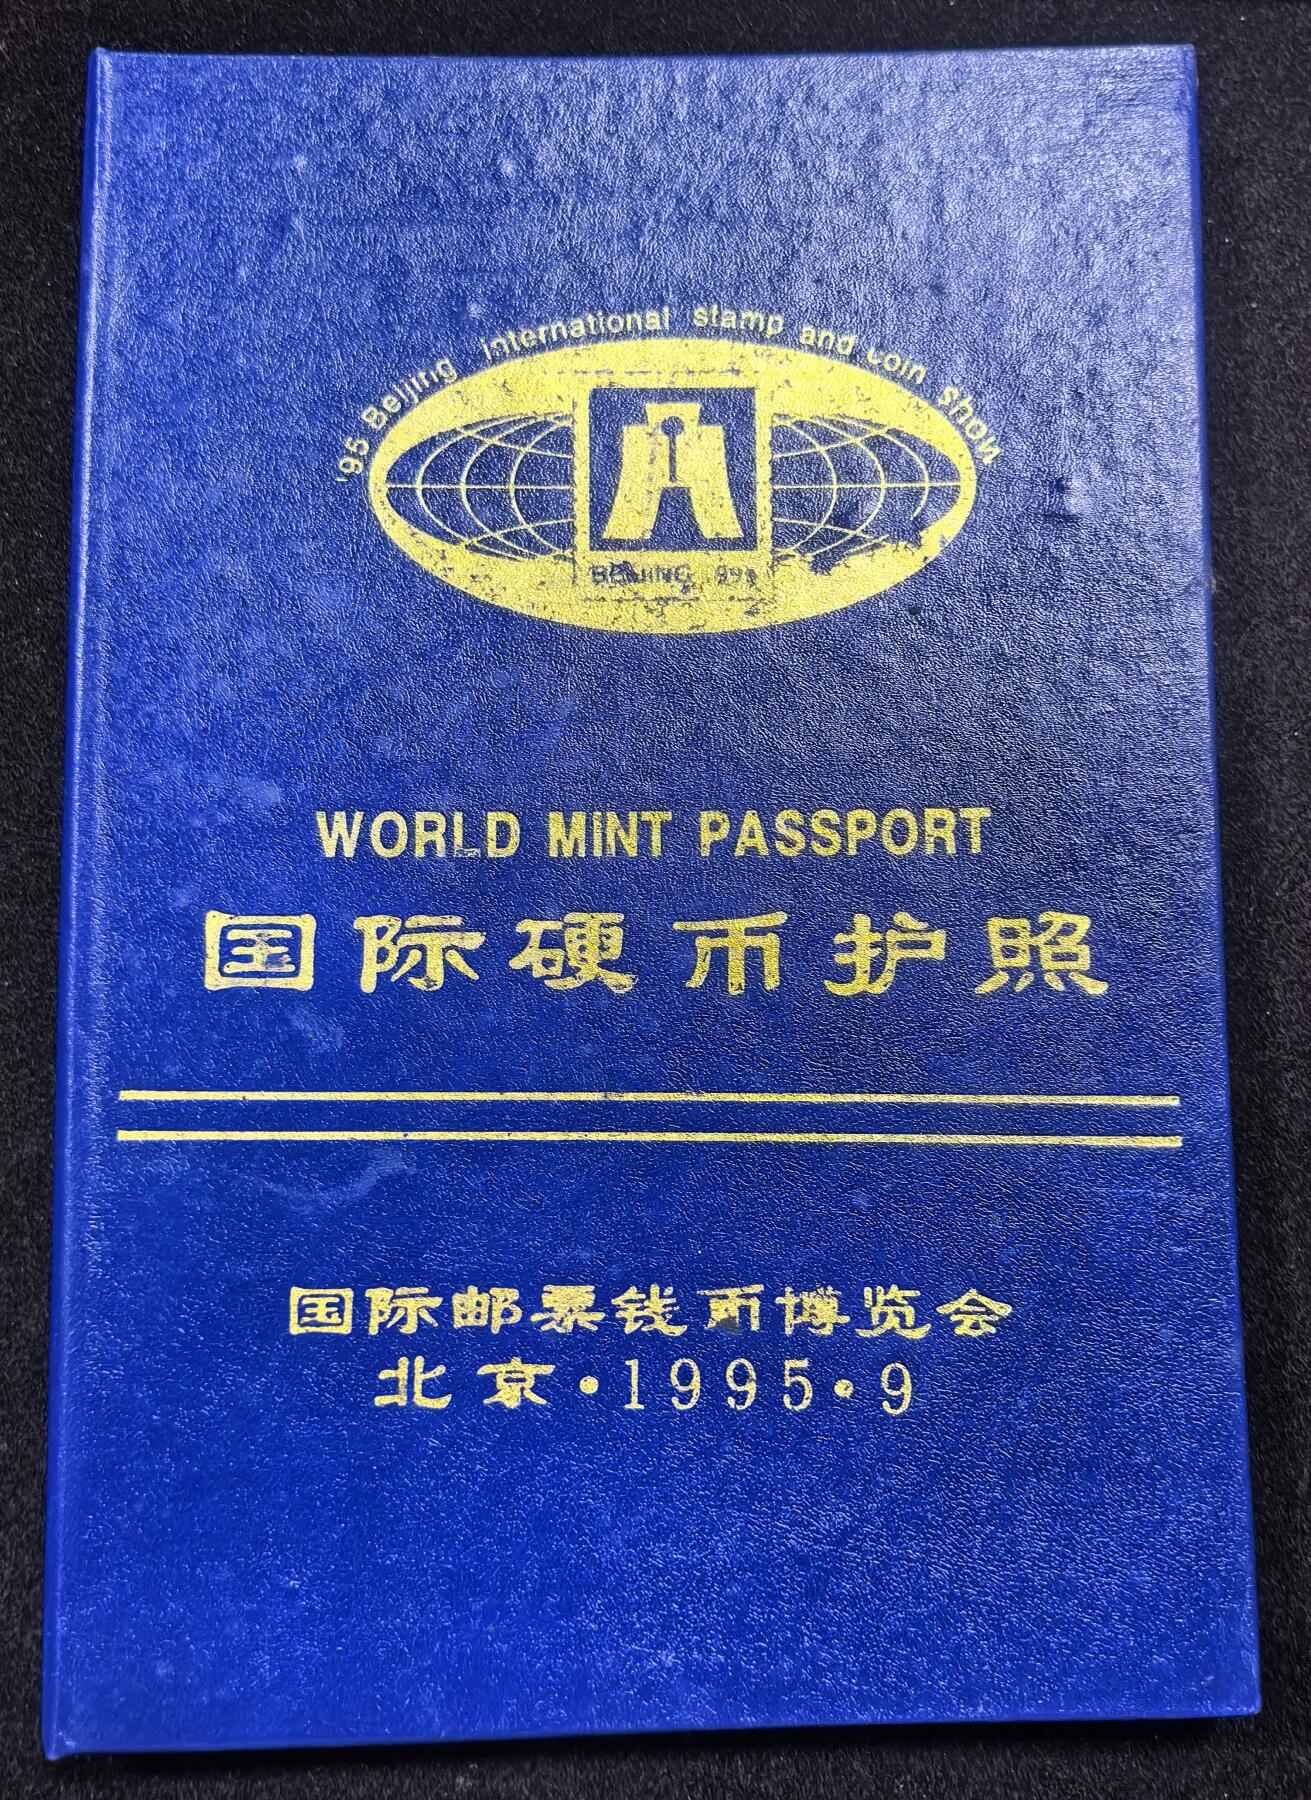 '95 Beijing international stamp and coin show
BEIJING 995
WORLD MINT PASSPORT
国际硬币护照
国际邮票钱币博览会
北京·1995·9